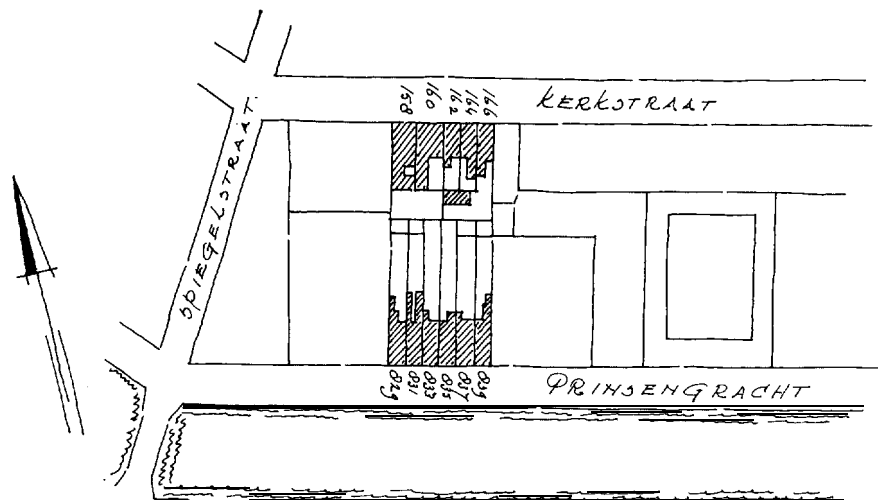 KERKSTRAAT
158 160 162 164 166
SPIEGELSTRAAT
829 831 833 835 837 839
PRINSENGRACHT